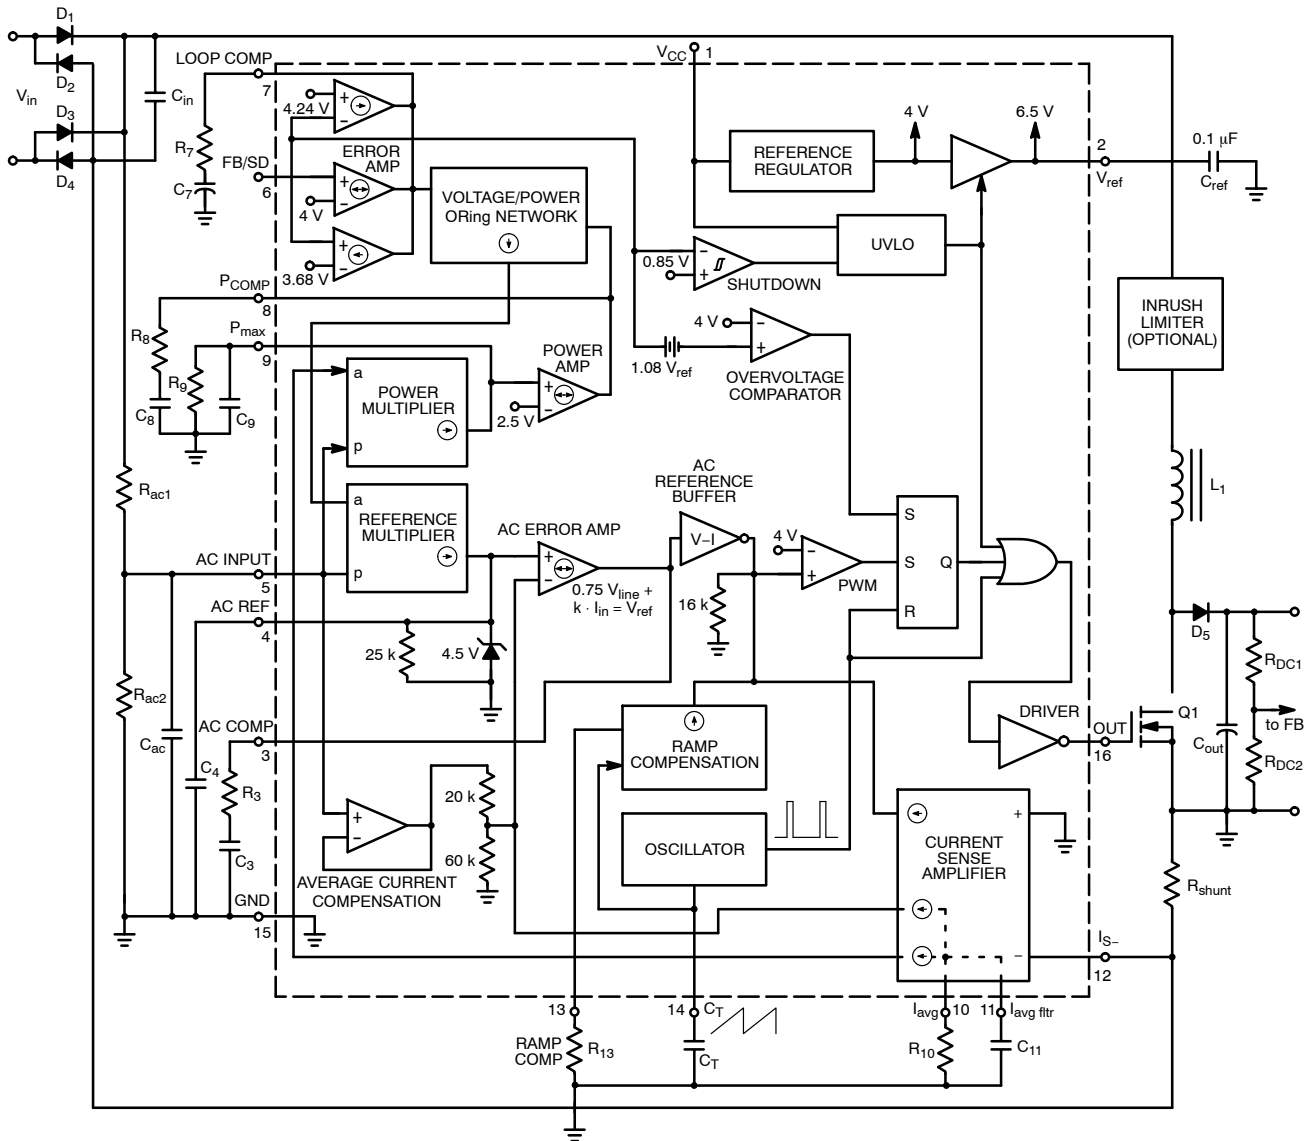 D1
D2
Vin
D3
D4
Cin
LOOP COMP
7
R7
C7
FB/SD
6
4.24 V
ERROR
AMP
4 V
3.68 V
VOLTAGE/POWER
ORing NETWORK
VCC
1
REFERENCE
REGULATOR
4 V
6.5 V
2
Vref
0.1 µF
Cref
UVLO
0.85 V
SHUTDOWN
4 V
1.08 Vref
OVERVOLTAGE
COMPARATOR
INRUSH
LIMITER
(OPTIONAL)
PCOMP
8
Pmax
9
R8
R9
C8
C9
a
POWER
MULTIPLIER
p
POWER
AMP
2.5 V
Rac1
a
REFERENCE
MULTIPLIER
p
AC INPUT
5
AC REF
4
AC ERROR AMP
0.75 Vline +
k · Iin = Vref
AC
REFERENCE
BUFFER
V–I
16 k
4 V
PWM
S
S
Q
R
L1
D5
RDC1
to FB
RDC2
Cout
25 k
4.5 V
Rac2
Cac
C4
AC COMP
3
R3
C3
RAMP
COMPENSATION
DRIVER
OUT
16
Q1
20 k
60 k
AVERAGE CURRENT
COMPENSATION
OSCILLATOR
CURRENT
SENSE
AMPLIFIER
Rshunt
GND
15
IS–
12
13
RAMP
COMP
R13
14
CT
CT
Iavg
10
R10
11
Iavg fltr
C11